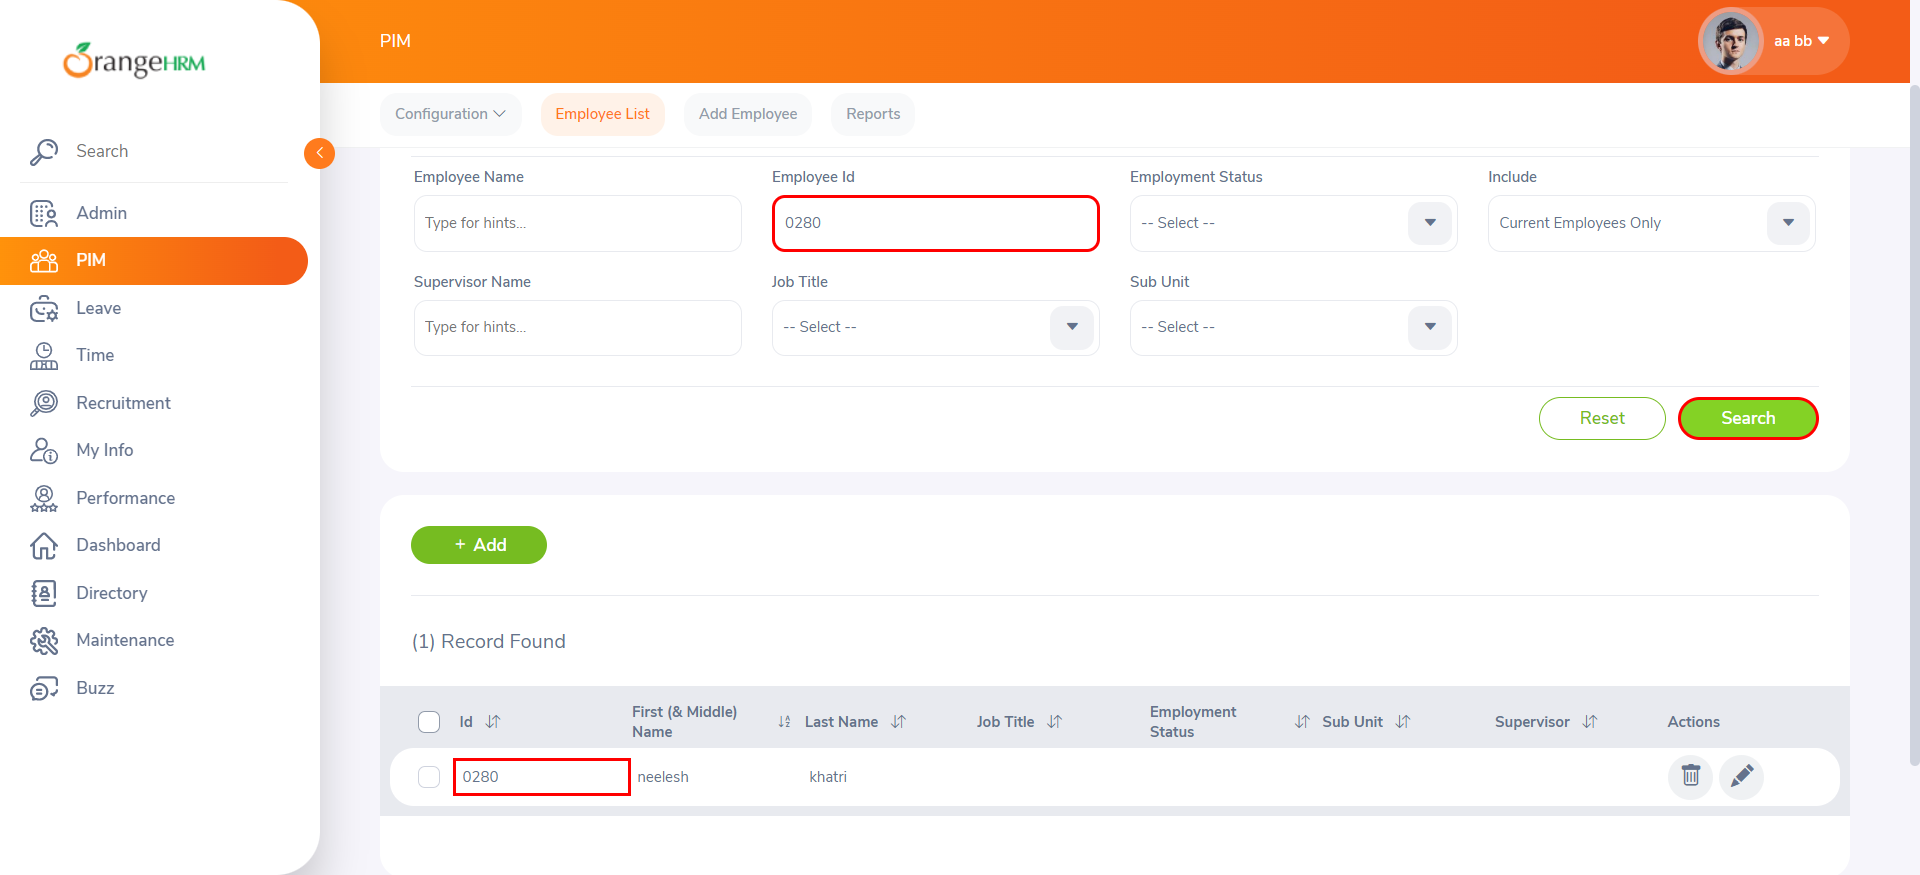 OrangeHRM
Search
Admin
PIM
Leave
Time
Recruitment
My Info
Performance
Dashboard
Directory
Maintenance
Buzz
PIM
aa bb
Configuration
Employee List
Add Employee
Reports
Employee Name
Employee Id
Employment Status
Include
Type for hints...
0280
-- Select --
Current Employees Only
Supervisor Name
Job Title
Sub Unit
Type for hints...
-- Select --
-- Select --
Reset
Search
+ Add
(1) Record Found
Id
First (& Middle)
Name
Last Name
Job Title
Employment
Status
Sub Unit
Supervisor
Actions
0280
neelesh
khatri